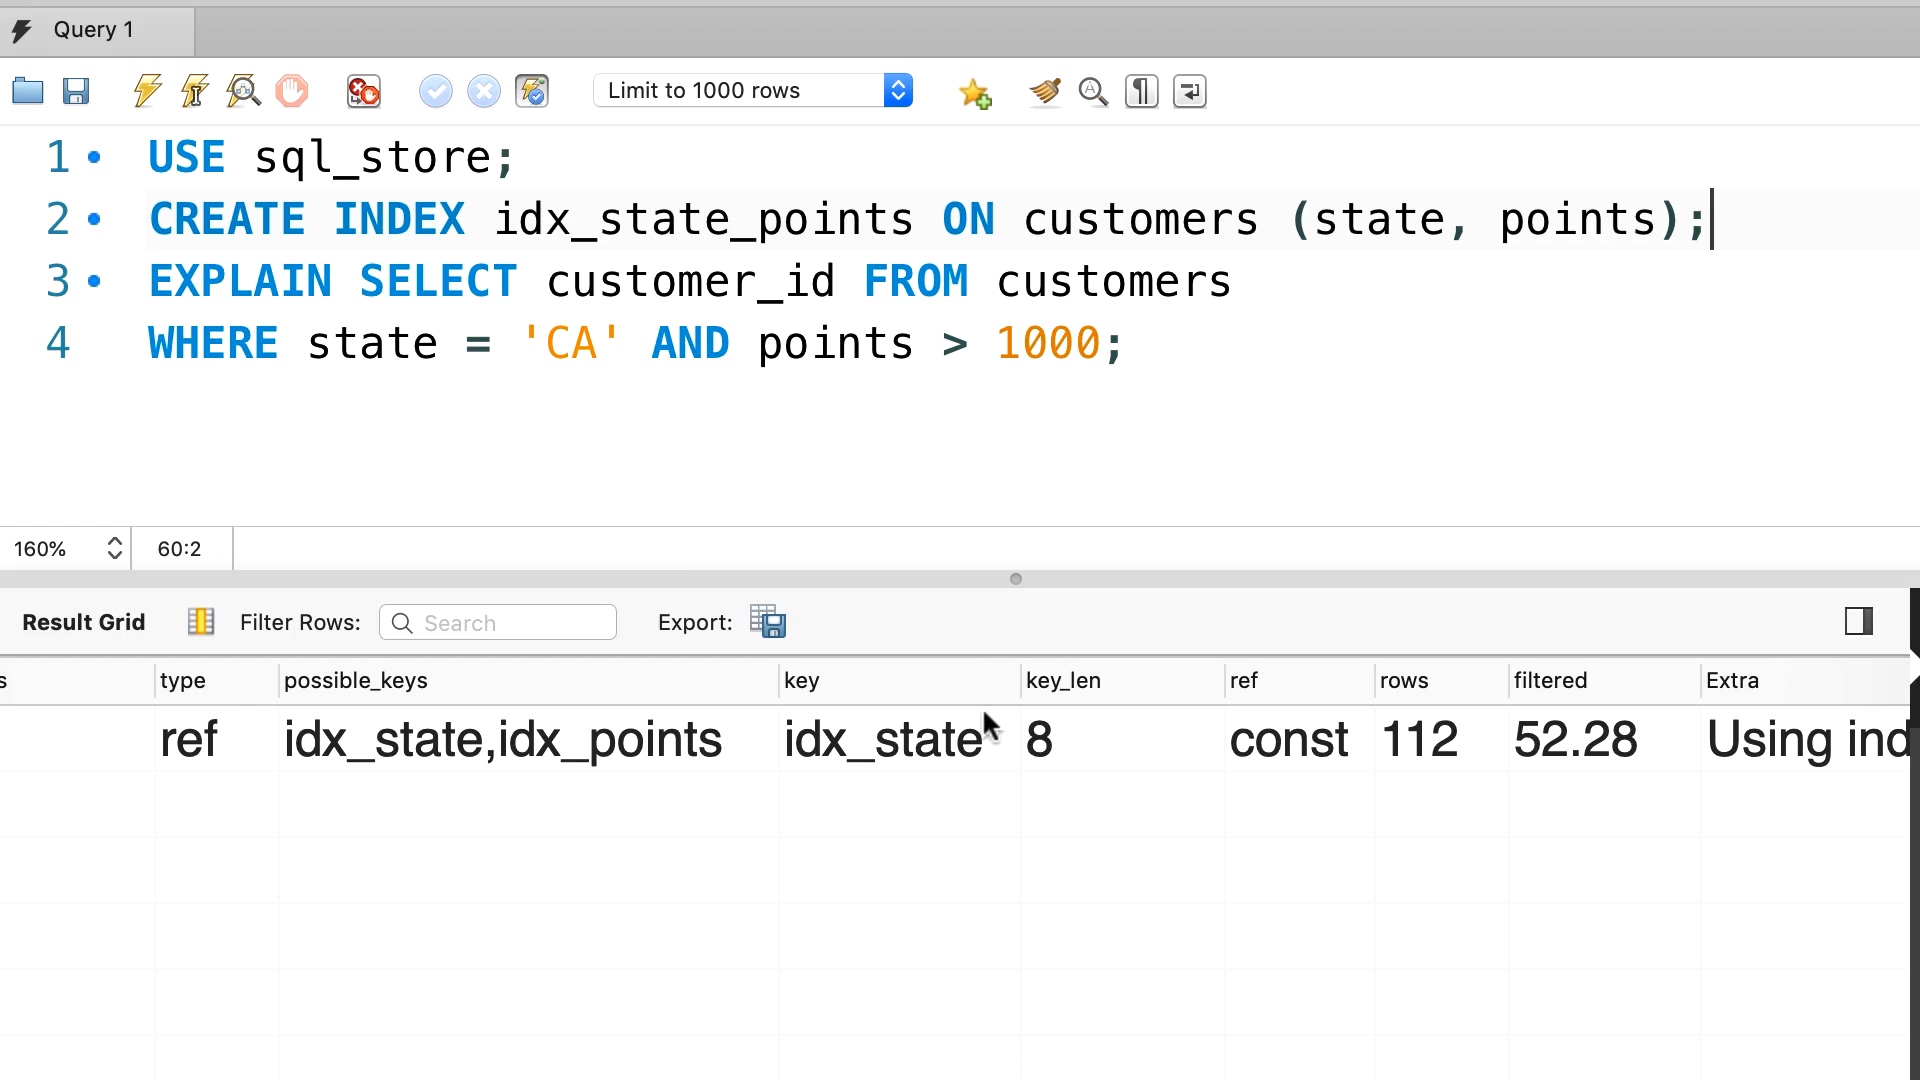 Query 1
Limit to 1000 rows
1 USE sql_store;
2 CREATE INDEX idx_state_points ON customers (state, points);
3 EXPLAIN SELECT customer_id FROM customers
4 WHERE state = 'CA' AND points > 1000;
160% 60:2
Result Grid Filter Rows: Search Export:
s type possible_keys key key_len ref rows filtered Extra
ref idx_state,idx_points idx_state 8 const 112 52.28 Using ind